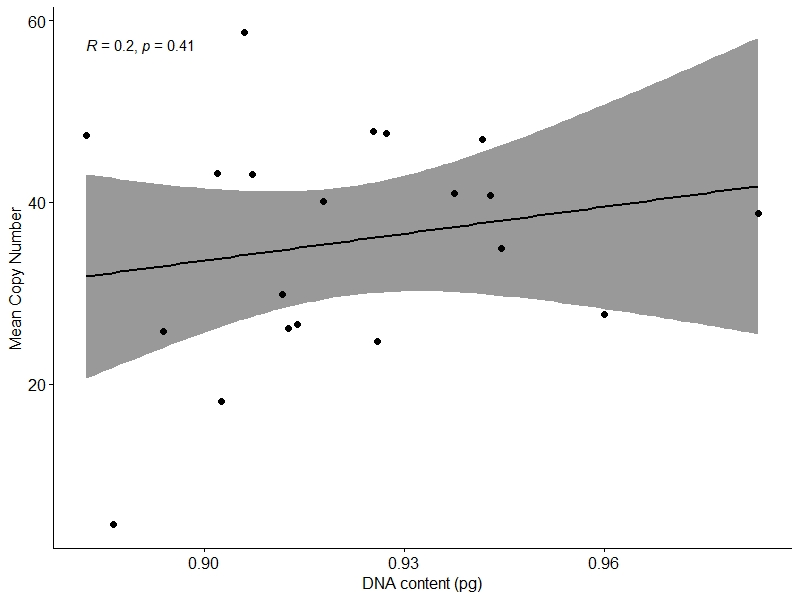 60
R = 0.2, p = 0.41
40
20
Mean Copy Number
0.90 0.93 0.96
DNA content (pg)